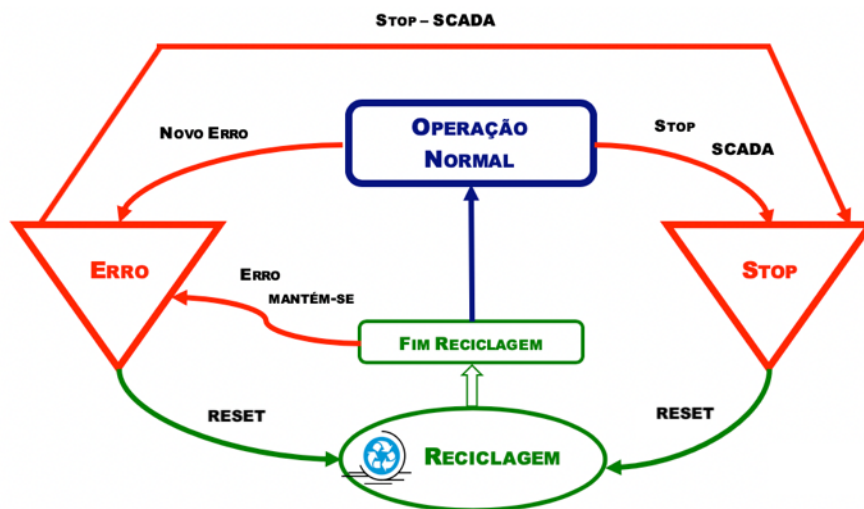 STOP – SCADA
OPERAÇÃO
NORMAL
NOVO ERRO
STOP
SCADA
ERRO
STOP
ERRO
MANTÉM-SE
FIM RECICLAGEM
RESET
RESET
RECICLAGEM